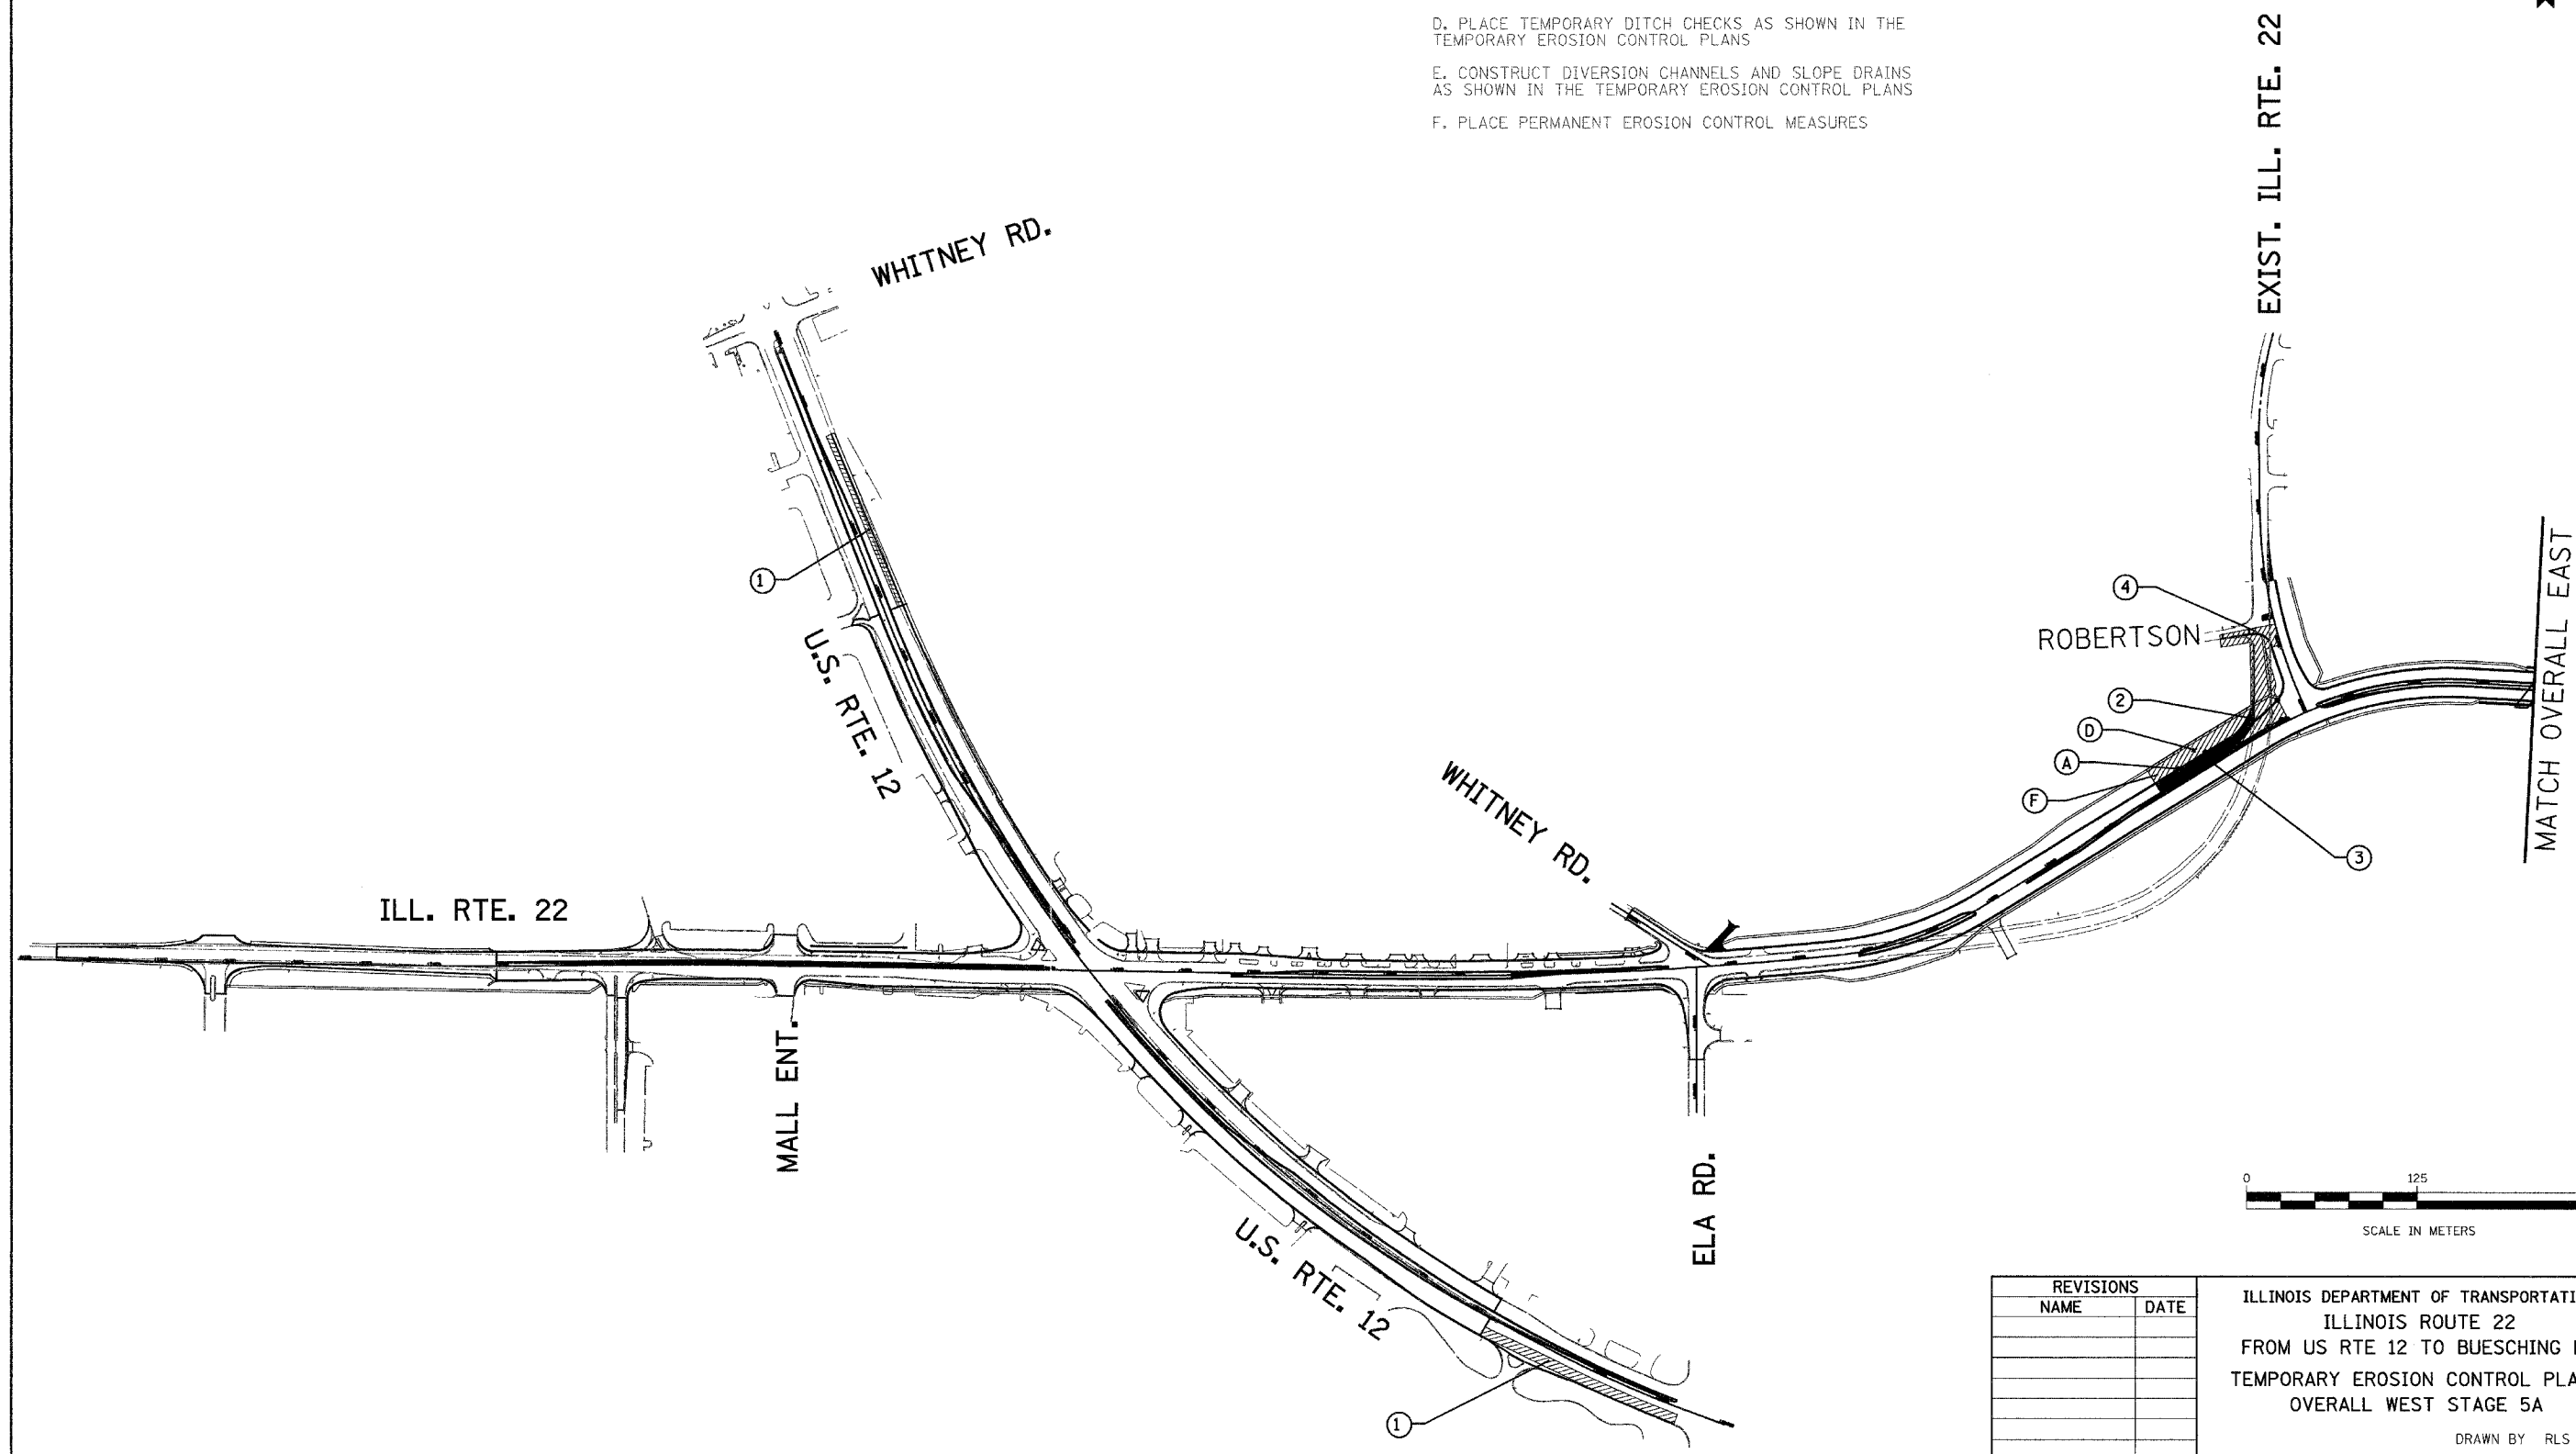 D. PLACE TEMPORARY DITCH CHECKS AS SHOWN IN THE
TEMPORARY EROSION CONTROL PLANS
E. CONSTRUCT DIVERSION CHANNELS AND SLOPE DRAINS
AS SHOWN IN THE TEMPORARY EROSION CONTROL PLANS
F. PLACE PERMANENT EROSION CONTROL MEASURES
EXIST. ILL. RTE. 22
WHITNEY RD.
1
U.S. RTE. 12
4
ROBERTSON
2
D
A
F
3
MATCH OVERALL EAST
WHITNEY RD.
ILL. RTE. 22
MALL ENT.
ELA RD.
U.S. RTE. 12
1
0 125
SCALE IN METERS
REVISIONS
NAME DATE
ILLINOIS DEPARTMENT OF TRANSPORTATI
ILLINOIS ROUTE 22
FROM US RTE 12 TO BUESCHING
TEMPORARY EROSION CONTROL PLA
OVERALL WEST STAGE 5A
DRAWN BY RLS